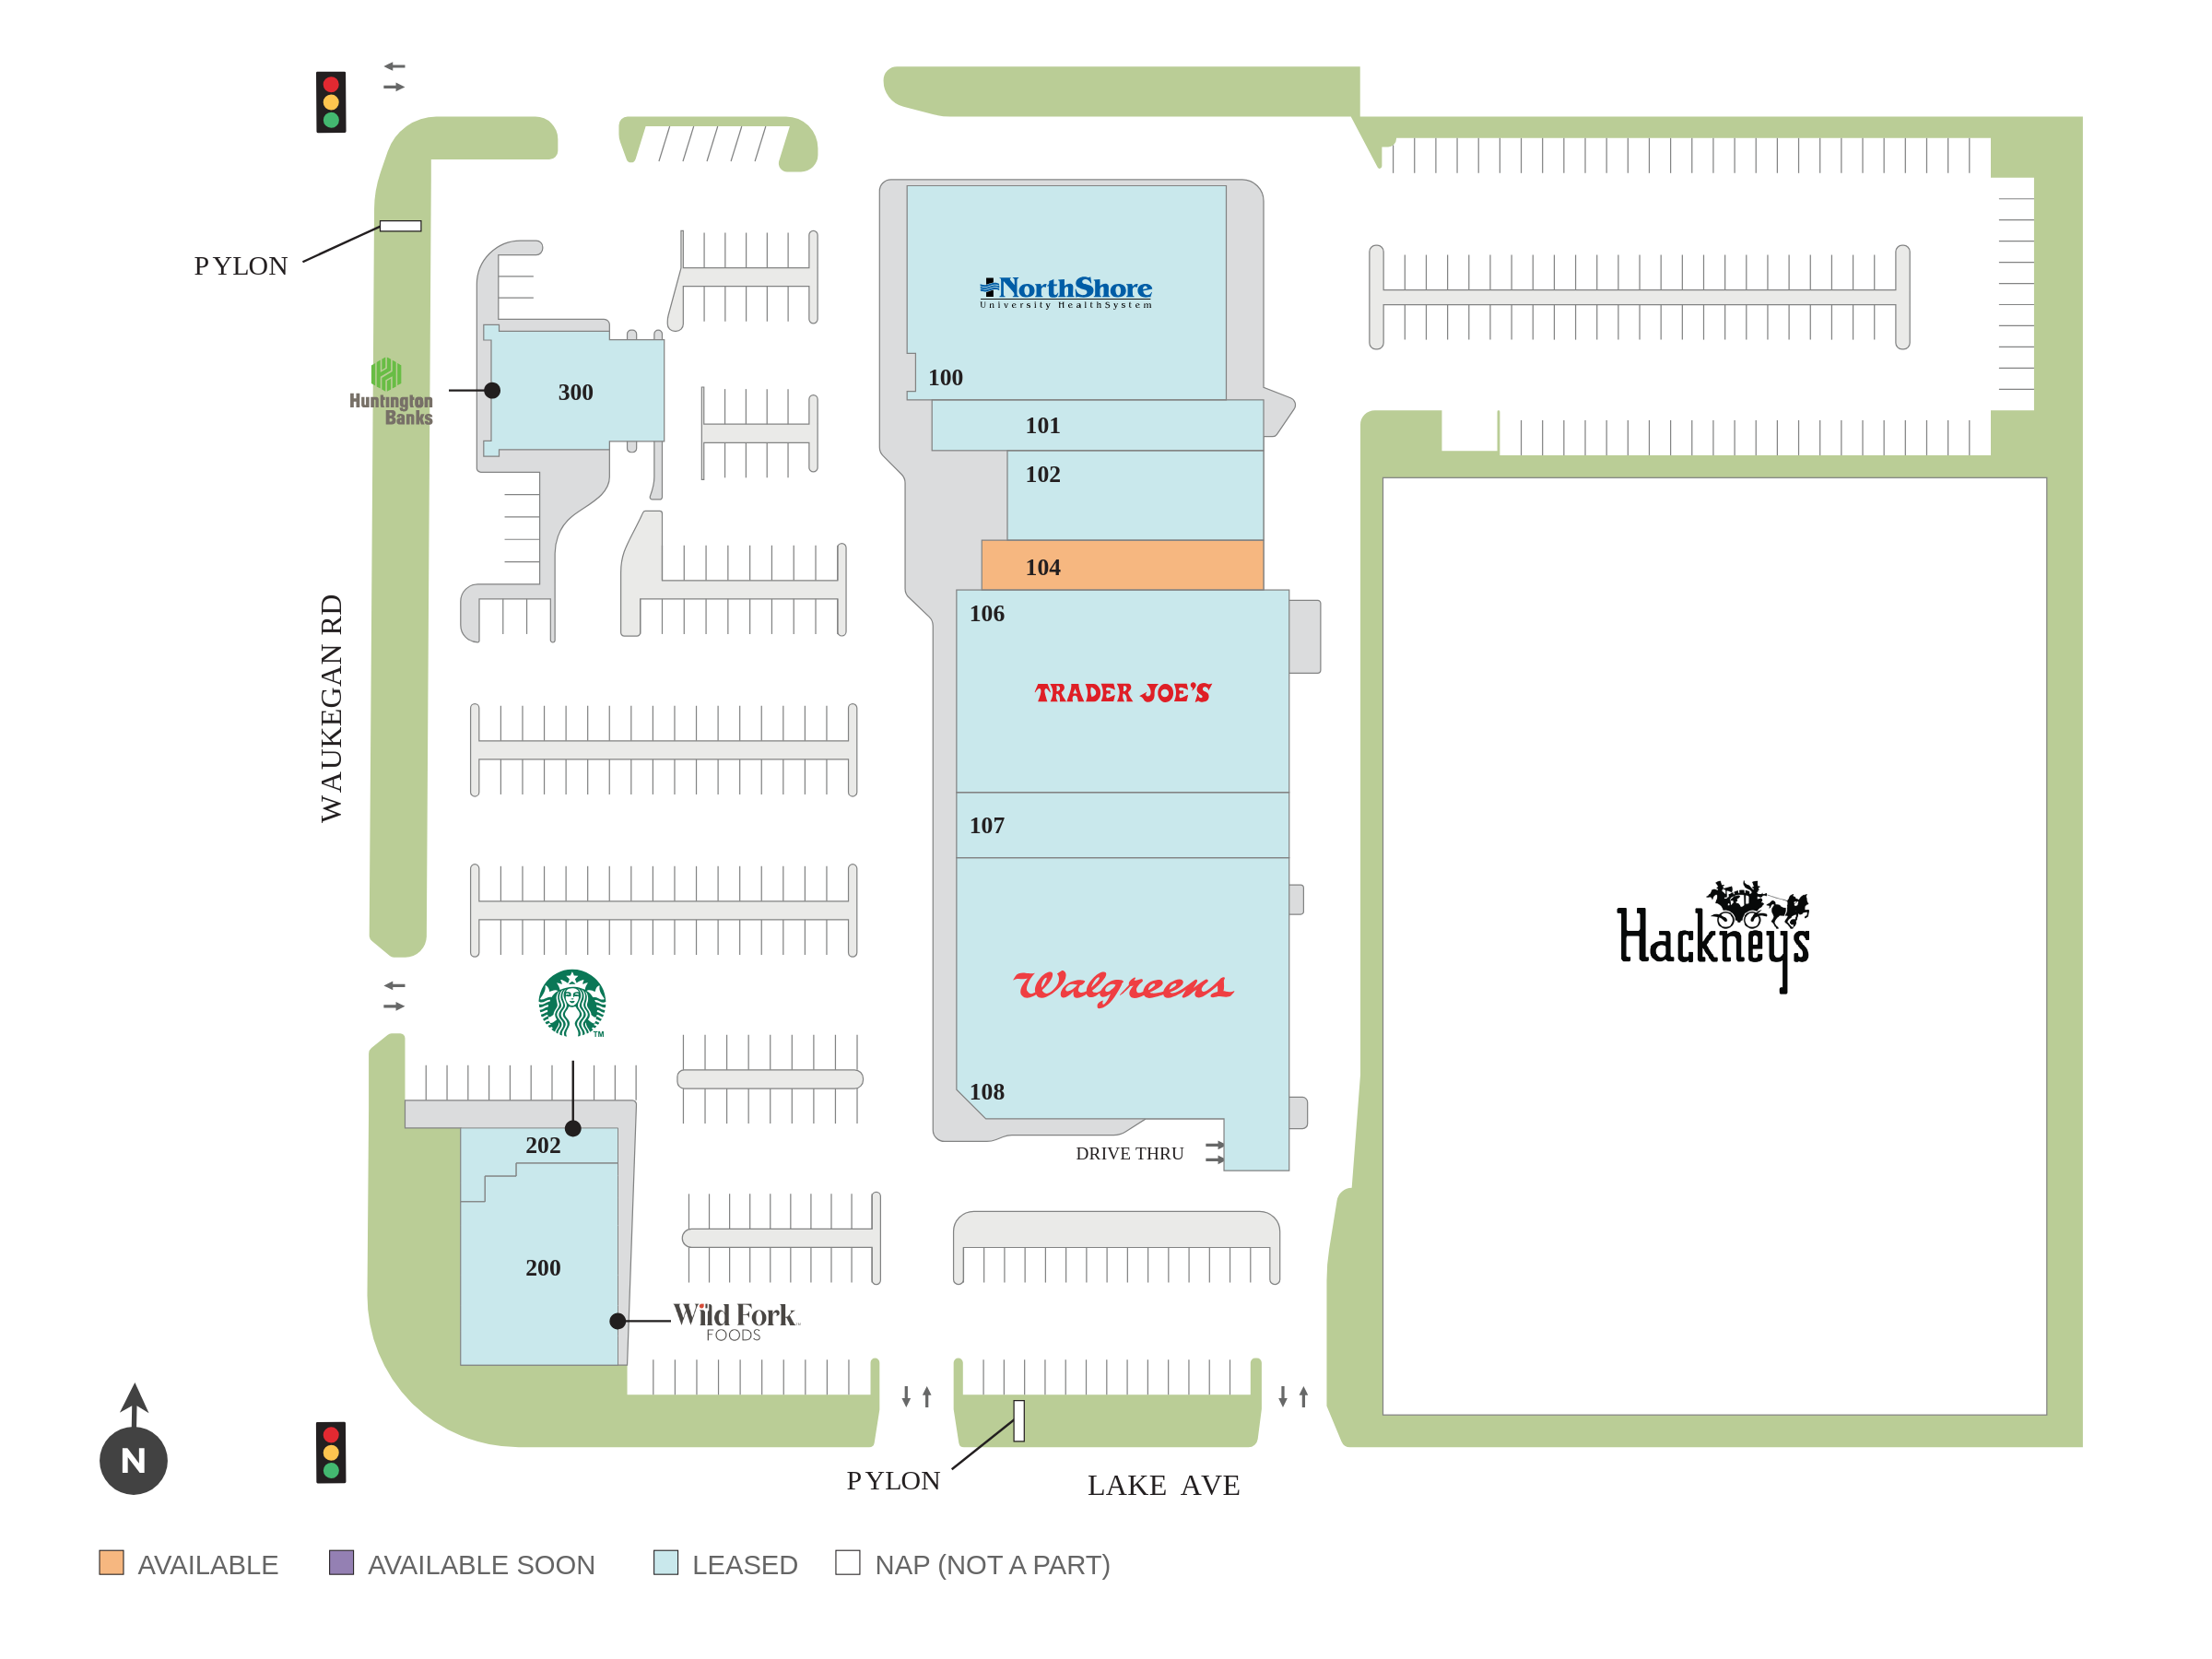 PYLON
NorthShore
University HealthSystem
100
300
Huntington
Banks
101
102
104
106
TRADER JOE'S
WAUKEGAN RD
107
Hackneys
Walgreens
TM
108
202
DRIVE THRU
200
Wild Fork
FOODS
N
PYLON
LAKE AVE
AVAILABLE
AVAILABLE SOON
LEASED
NAP (NOT A PART)